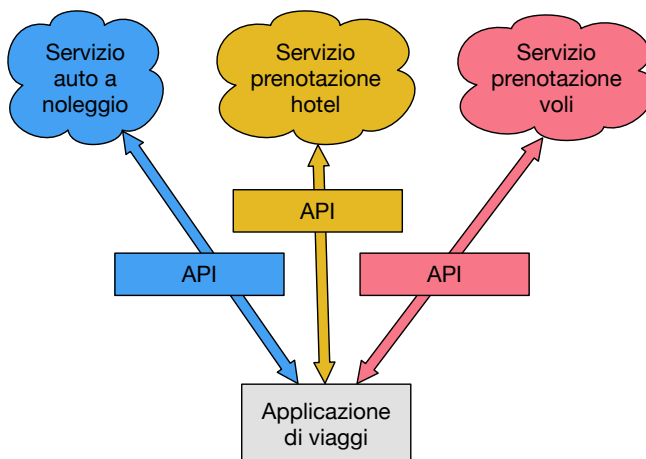 Servizio
auto a
noleggio
Servizio
prenotazione
hotel
Servizio
prenotazione
voli
API
API
API
Applicazione
di viaggi